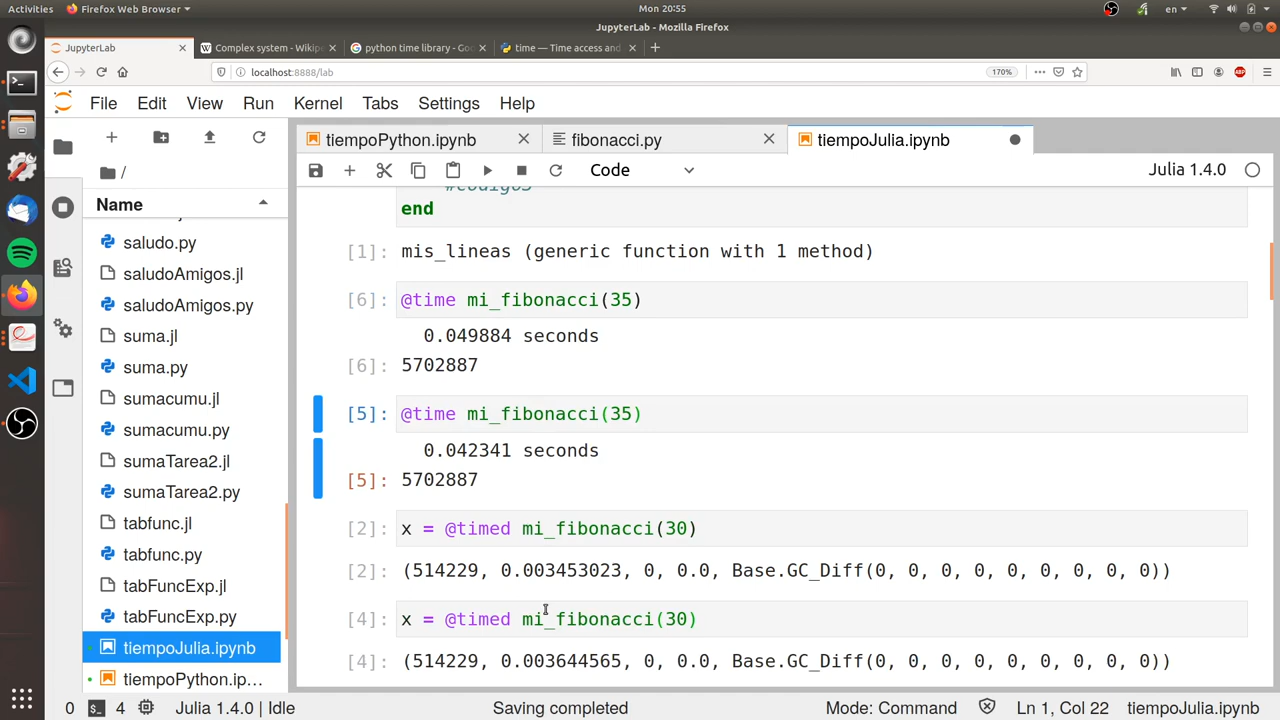 Activities Firefox Web Browser Mon 20:55 en
JupyterLab - Mozilla Firefox
JupyterLab Complex system - Wikipe python time library - Goo time — Time access and
localhost:8888/lab 170% ABP
File Edit View Run Kernel Tabs Settings Help
tiempoPython.ipynb fibonacci.py tiempoJulia.ipynb
/
Code Julia 1.4.0
Name
saludo.py
saludoAmigos.jl
saludoAmigos.py
suma.jl
suma.py
sumacumu.jl
sumacumu.py
sumaTarea2.jl
sumaTarea2.py
tabfunc.jl
tabfunc.py
tabFuncExp.jl
tabFuncExp.py
tiempoJulia.ipynb
tiempoPython.ip…
#codigos
end
[1]: mis_lineas (generic function with 1 method)
[6]: @time mi_fibonacci(35)
0.049884 seconds
[6]: 5702887
[5]: @time mi_fibonacci(35)
0.042341 seconds
[5]: 5702887
[2]: x = @timed mi_fibonacci(30)
[2]: (514229, 0.003453023, 0, 0.0, Base.GC_Diff(0, 0, 0, 0, 0, 0, 0, 0, 0))
[4]: x = @timed mi_fibonacci(30)
[4]: (514229, 0.003644565, 0, 0.0, Base.GC_Diff(0, 0, 0, 0, 0, 0, 0, 0, 0))
0 4 Julia 1.4.0 | Idle Saving completed Mode: Command Ln 1, Col 22 tiempoJulia.ipynb